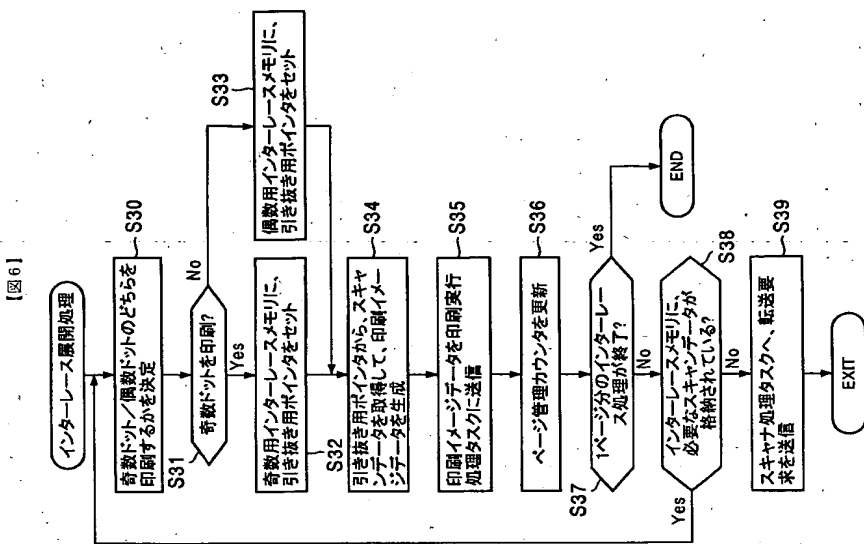 【図6】
インターレース展開処理
奇数ドット／偶数ドットのどちらを
印刷するかを決定
S30
奇数ドットを印刷?
S31
Yes
No
奇数用インターレースメモリに、
引き抜き用ポインタをセット
S32
偶数用インターレースメモリに、
引き抜き用ポインタをセット
S33
引き抜き用ポインタから、スキャ
ンデータを取得して、印刷イメー
ジデータを生成
S34
印刷イメージデータを印刷実行
処理タスクに送信
S35
ページ管理カウンタを更新
S36
1ページ分のインターレー
ス処理が終了?
S37
Yes
No
END
インターレースメモリに、
必要なスキャンデータが
格納されている?
S38
Yes
No
スキャナ処理タスクへ、転送要
求を送信
S39
EXIT